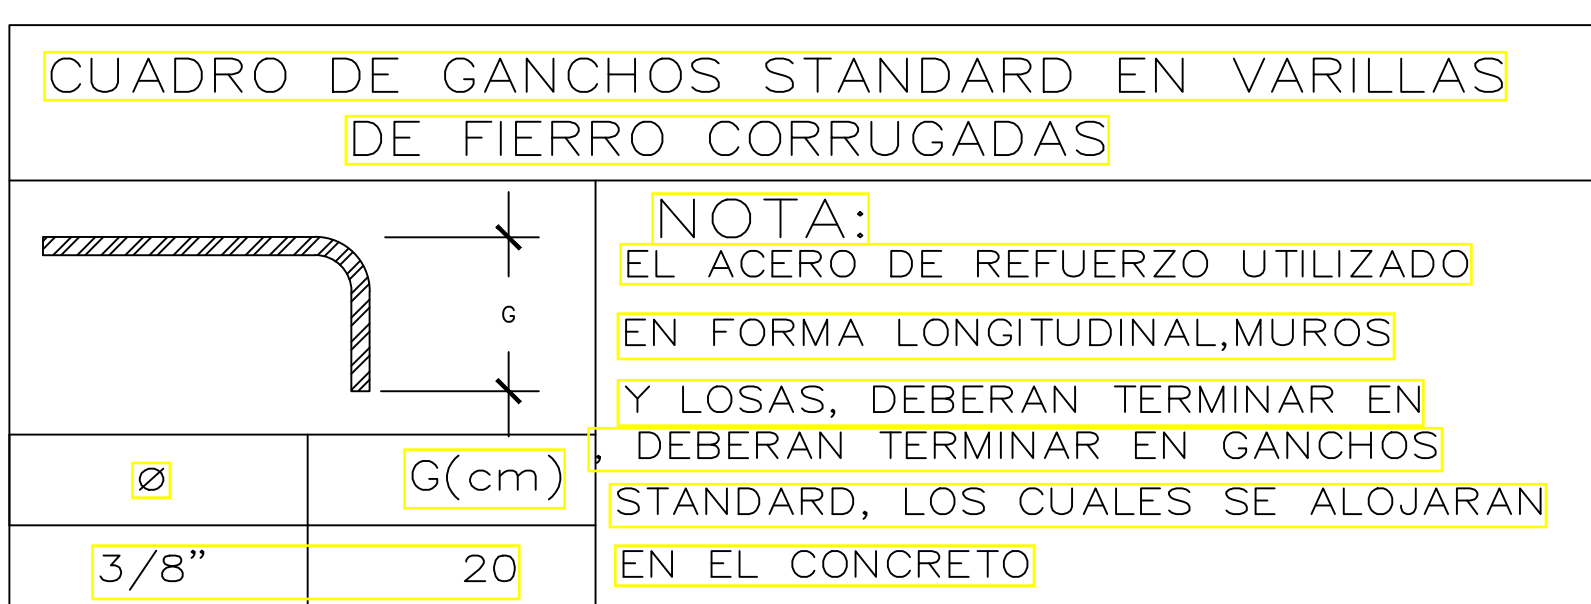 CUADRO DE GANCHOS STANDARD EN VARILLAS
DE FIERRO CORRUGADAS
G
NOTA:
EL ACERO DE REFUERZO UTILIZADO
EN FORMA LONGITUDINAL,MUROS
Y LOSAS, DEBERAN TERMINAR EN
, DEBERAN TERMINAR EN GANCHOS
STANDARD, LOS CUALES SE ALOJARAN
EN EL CONCRETO
Ø G(cm)
3/8” 20